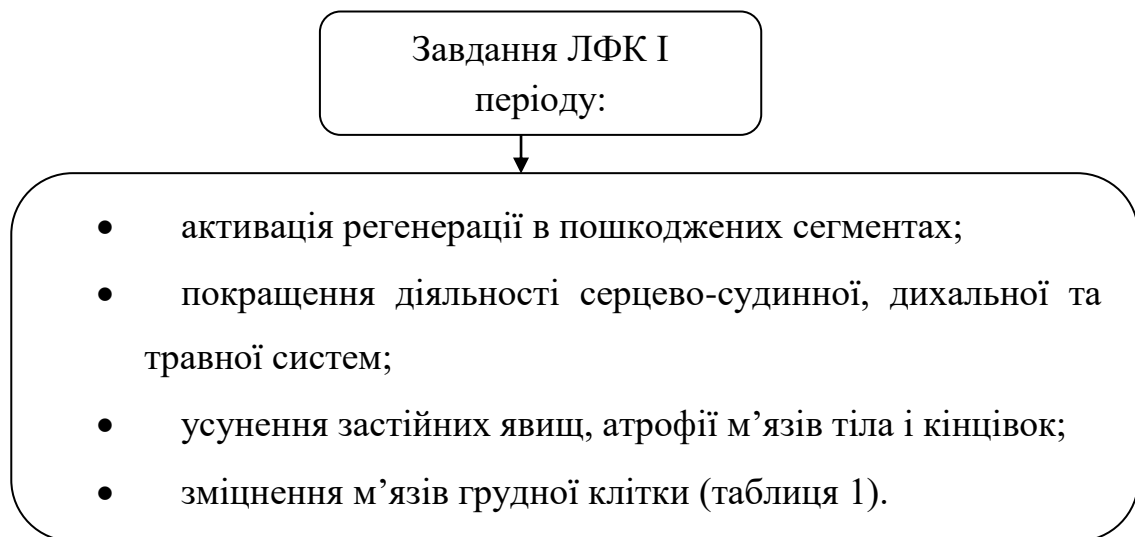 Завдання ЛФК І
періоду:
• активація регенерації в пошкоджених сегментах;
• покращення діяльності серцево-судинної, дихальної та
травної систем;
• усунення застійних явищ, атрофії м’язів тіла і кінцівок;
• зміцнення м’язів грудної клітки (таблиця 1).